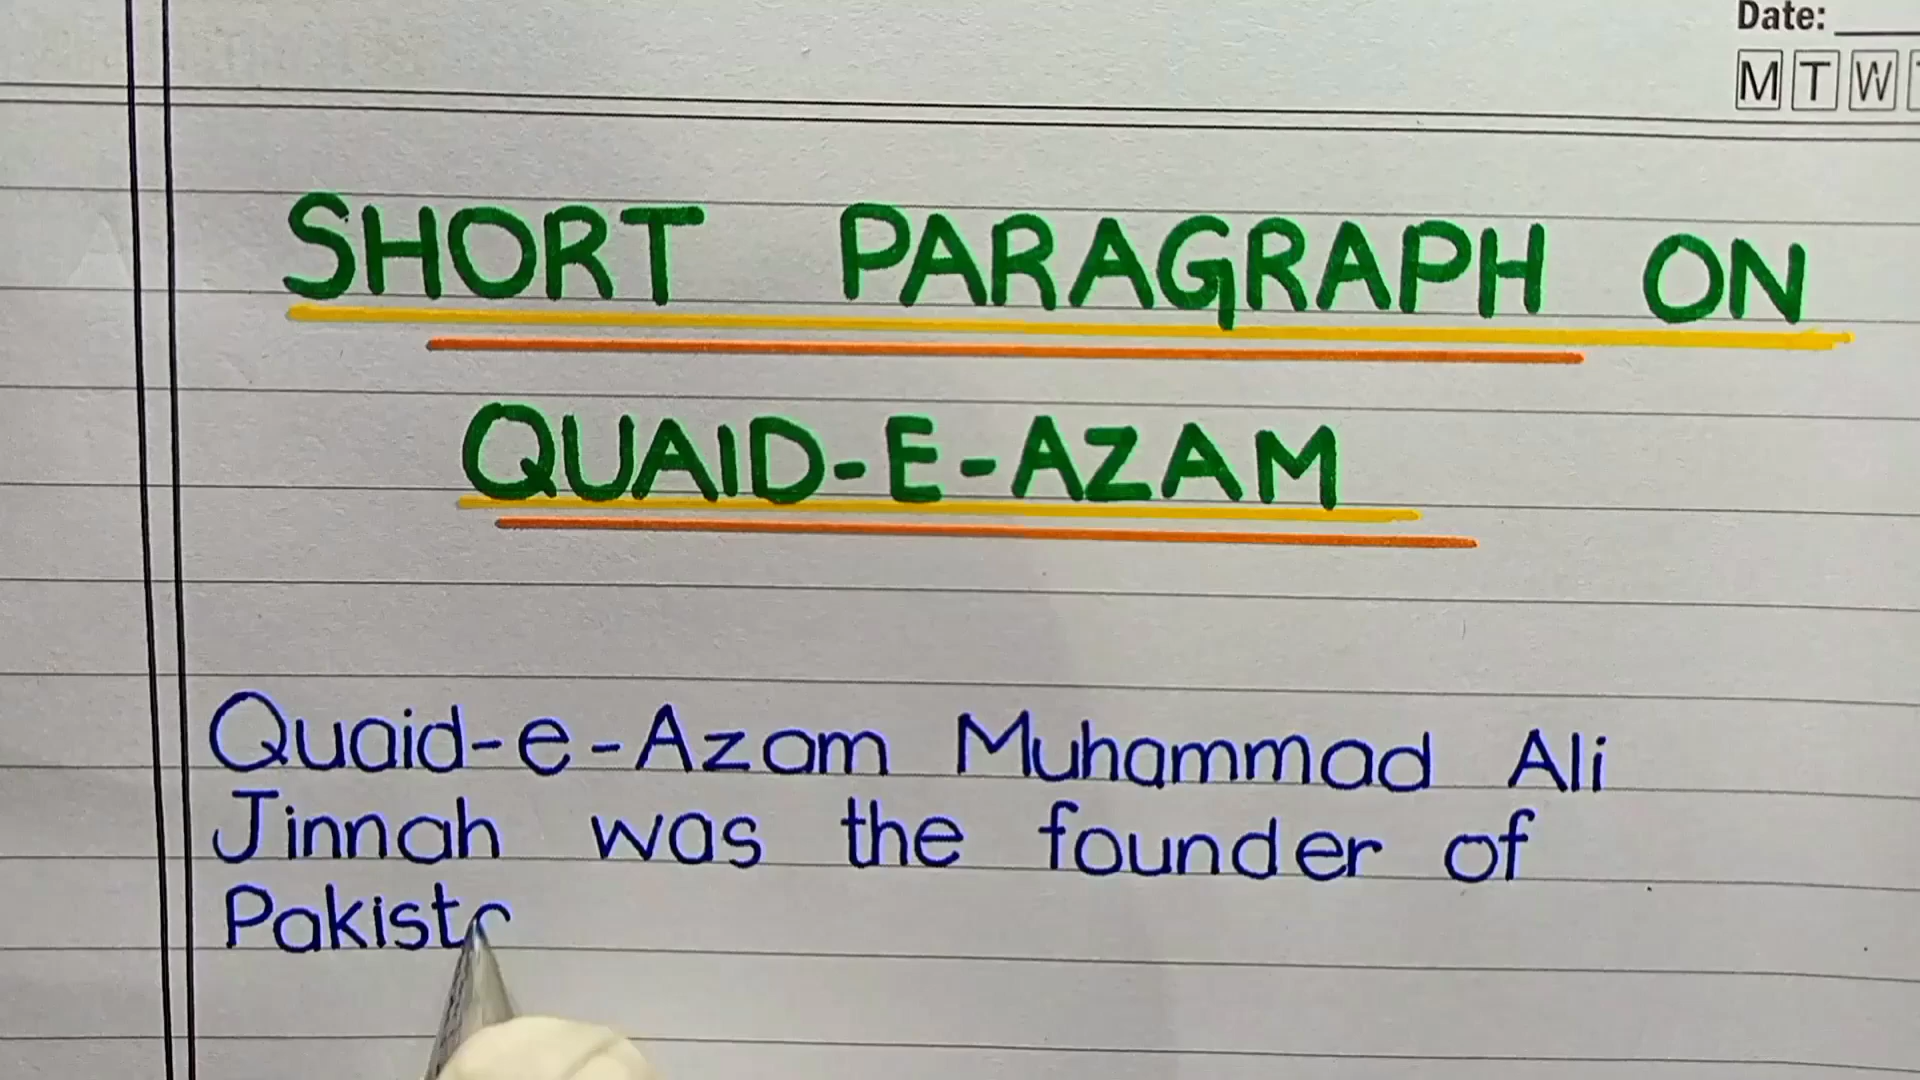 Date:
M T W
SHORT PARAGRAPH ON
QUAID-E-AZAM
Quaid-e-Azam Muhammad Ali
Jinnah was the founder of
Pakist